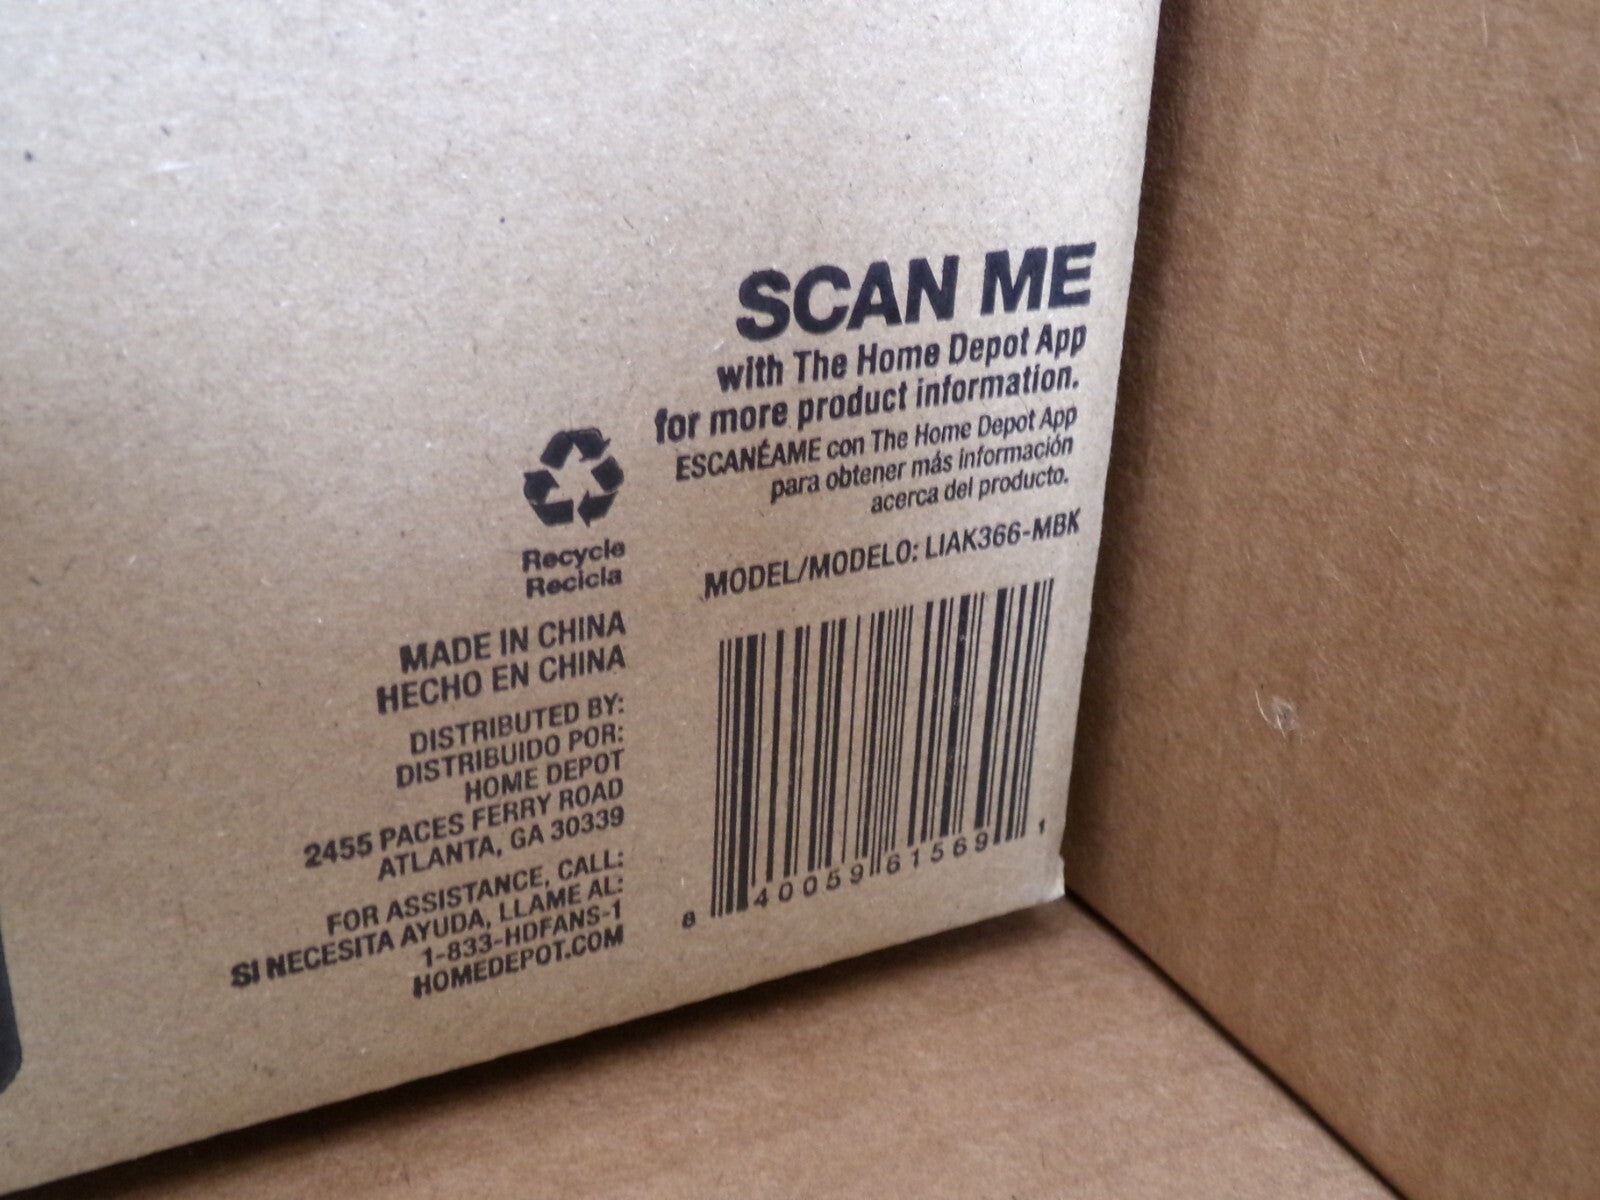 SCAN ME
with The Home Depot App
for more product information.
ESCANÉAME con The Home Depot App
para obtener más información
acerca del producto.
MODEL/MODELO: LIAK366-MBK
8 40059 61569 1
Recycle
Recicla
MADE IN CHINA
HECHO EN CHINA
DISTRIBUTED BY:
DISTRIBUIDO POR:
HOME DEPOT
2455 PACES FERRY ROAD
ATLANTA, GA 30339
FOR ASSISTANCE, CALL:
SI NECESITA AYUDA, LLAME AL:
1-833-HDFANS-1
HOMEDEPOT.COM